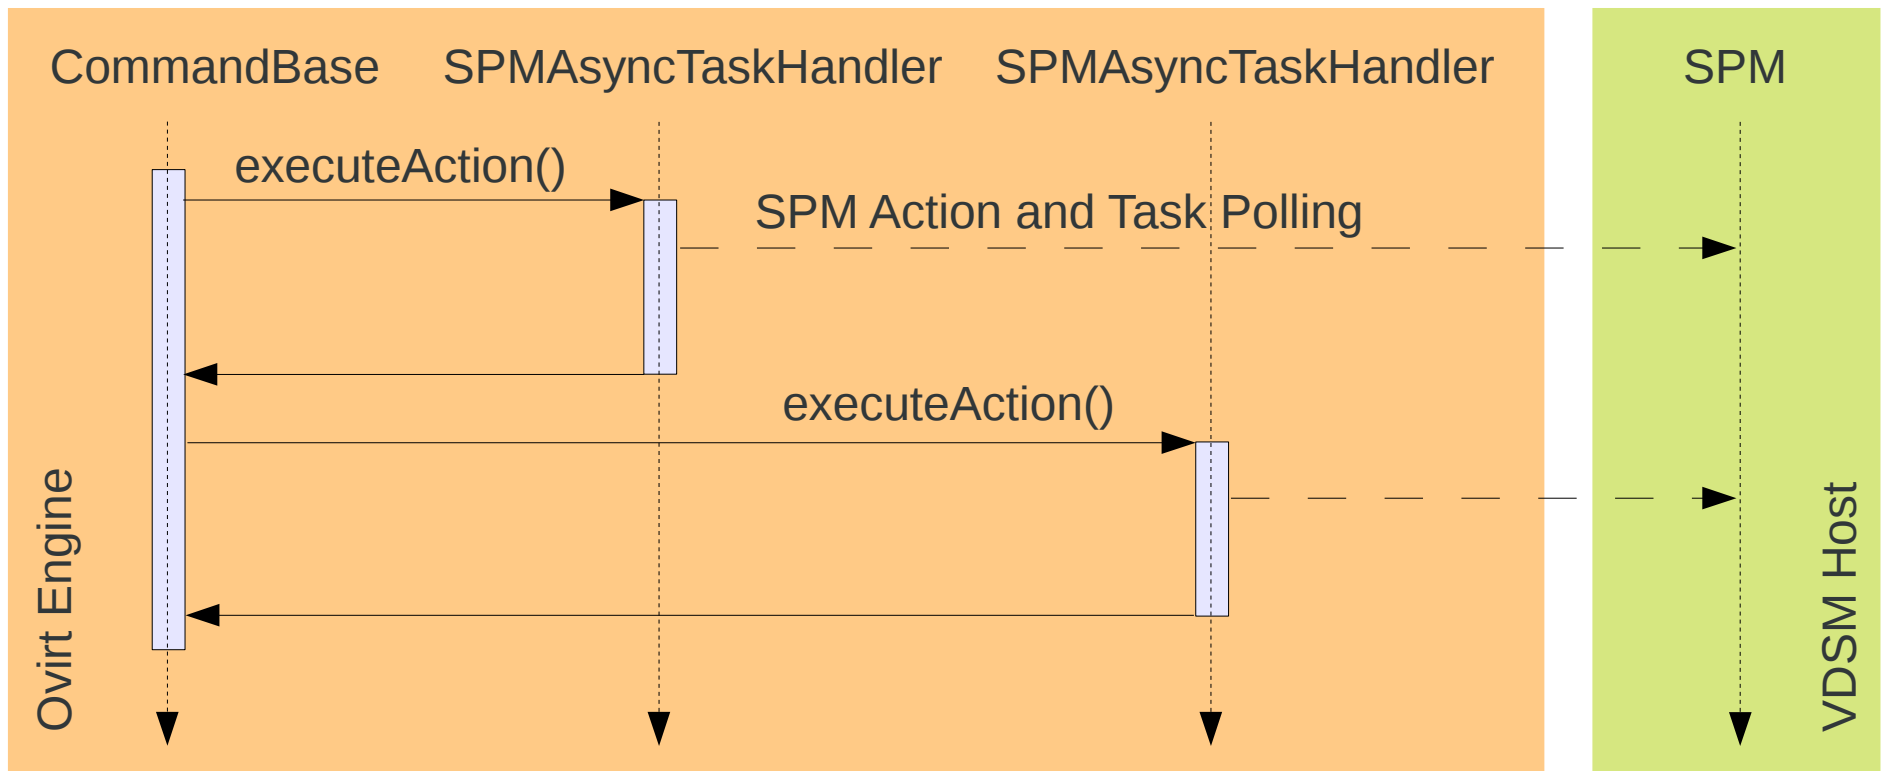 CommandBase
SPMAsyncTaskHandler
SPMAsyncTaskHandler
SPM
executeAction()
SPM Action and Task Polling
executeAction()
Ovirt Engine
VDSM Host